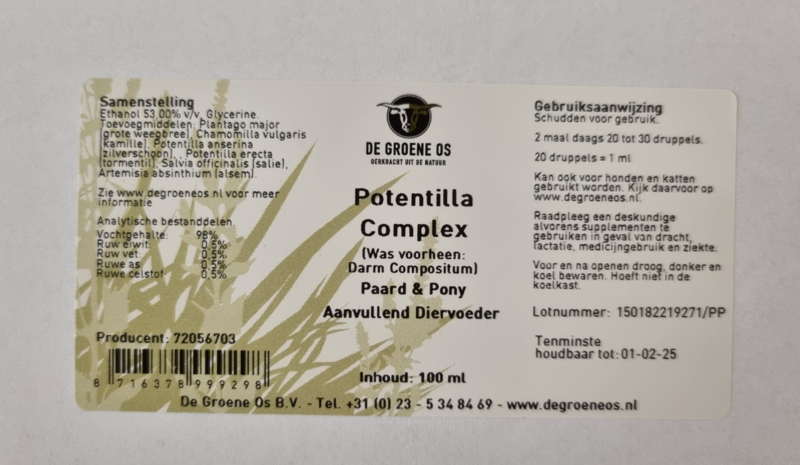 Samenstelling
Ethanol 53,00% v/v, Glycerine.
Toevoegmiddelen: Plantago major
(grote weegbree), Chamomilla vulgaris
(kamille), Potentilla anserina
(zilverschoon), , Potentilla erecta
(tormentil), Salvia officinalis (salie),
Artemisia absinthium (alsem).
Zie www.degroeneos.nl voor meer
informatie
Analytische bestanddelen
Vochtgehalte: 98%
Ruw eiwit: 0,5%
Ruw vet: 0,5%
Ruwe as: 0,5%
Ruwe celstof: 0,5%
Producent: 72056703
8 716378 999298
DE GROENE OS
OERKRACHT UIT DE NATUUR
Potentilla
Complex
(Was voorheen:
Darm Compositum)
Paard & Pony
Aanvullend Diervoeder
Inhoud: 100 ml
Gebruiksaanwijzing
Schudden voor gebruik.
2 maal daags 20 tot 30 druppels.
20 druppels = 1 ml
Kan ook voor honden en katten
gebruikt worden. Kijk daarvoor op
www.degroeneos.nl.
Raadpleeg een deskundige
alvorens supplementen te
gebruiken in geval van dracht,
lactatie, medicijngebruik en ziekte.
Voor en na openen droog, donker en
koel bewaren. Hoeft niet in de
koelkast.
Lotnummer: 150182219271/PP
Tenminste
houdbaar tot: 01-02-25
De Groene Os B.V. - Tel. +31 (0) 23 - 5 34 84 69 - www.degroeneos.nl